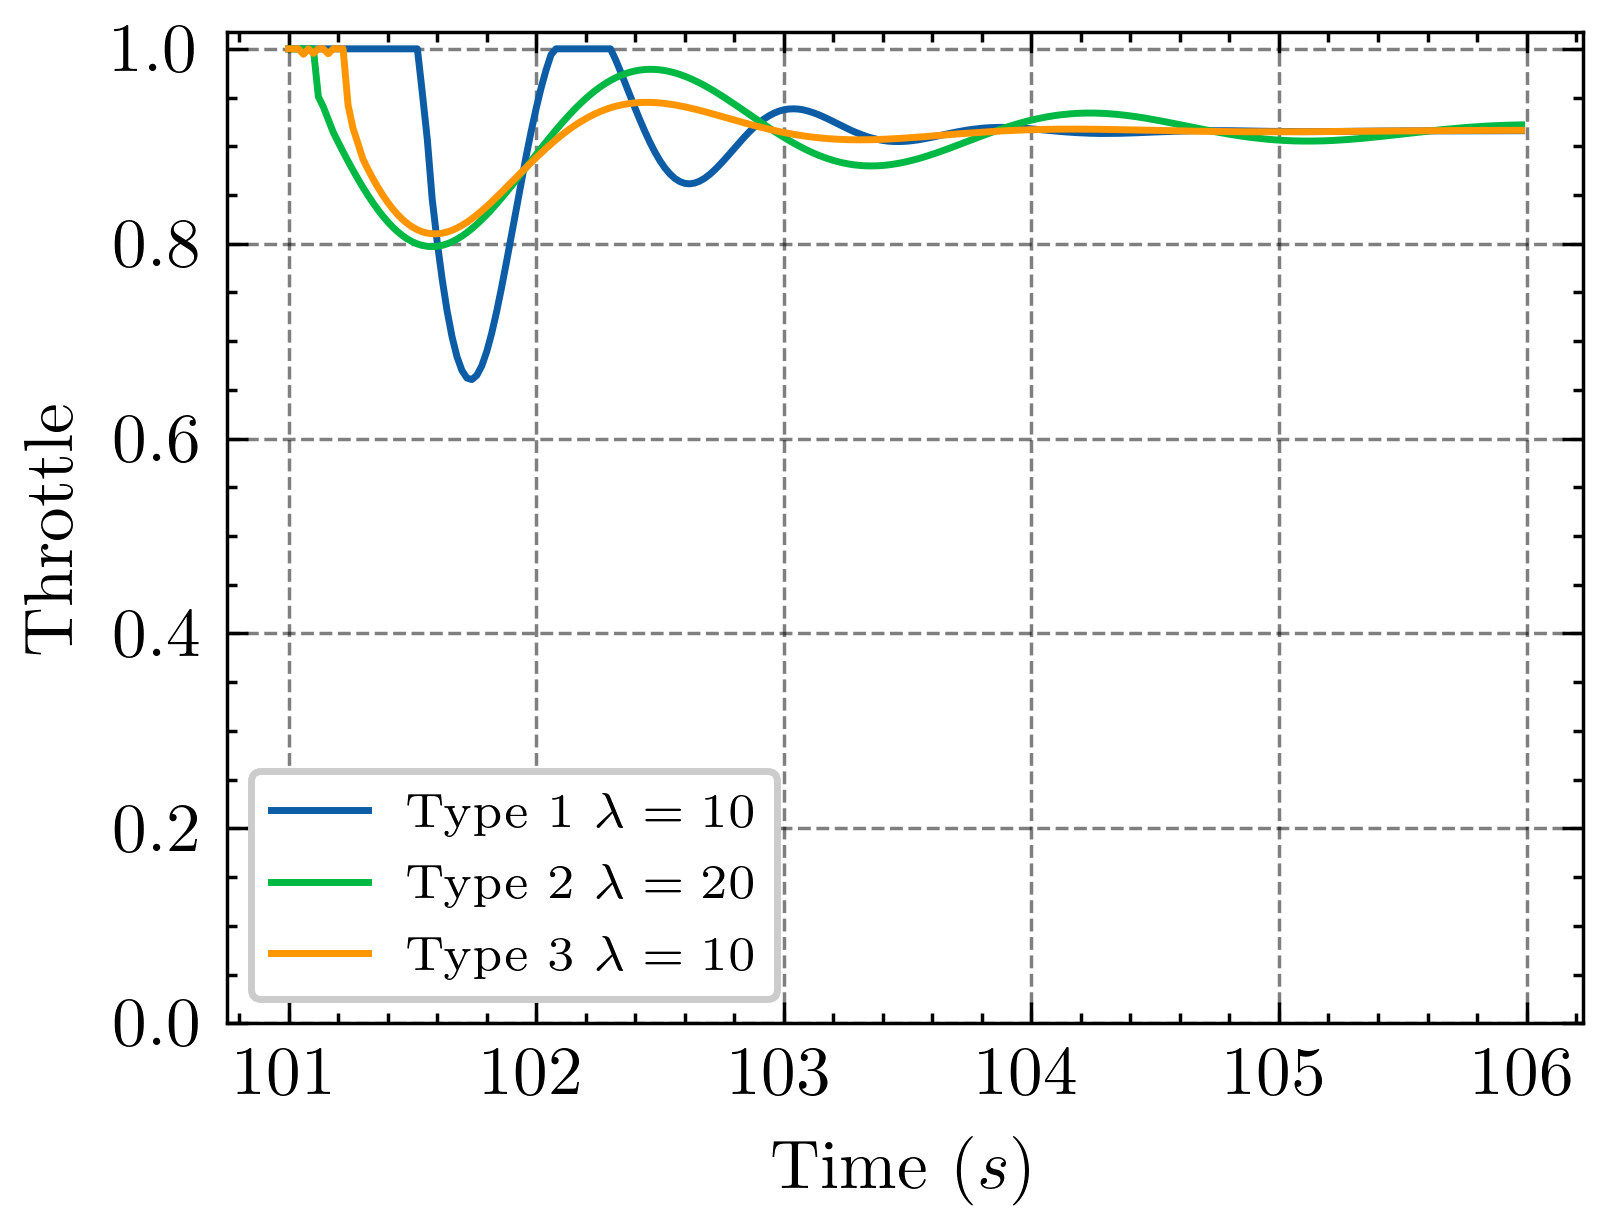 1.0
0.8
0.6
0.4
0.2
0.0
Throttle
Type 1 λ = 10
Type 2 λ = 20
Type 3 λ = 10
101 102 103 104 105 106
Time (s)